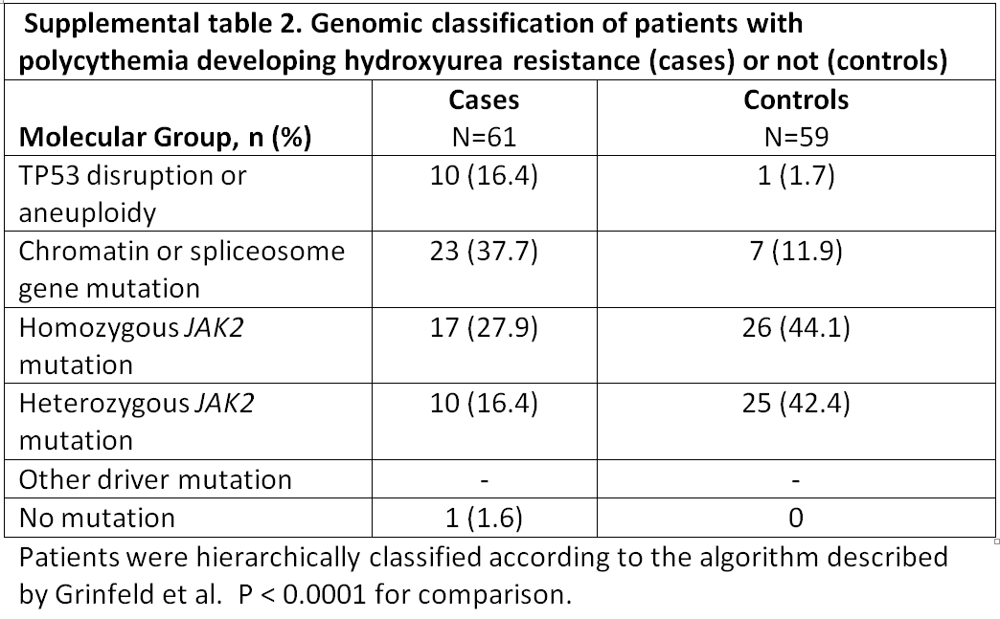 Supplemental table 2. Genomic classification of patients with
polycythemia developing hydroxyurea resistance (cases) or not (controls)
Molecular Group, n (%)
Cases
N=61
Controls
N=59
TP53 disruption or
aneuploidy
10 (16.4)
1 (1.7)
Chromatin or spliceosome
gene mutation
23 (37.7)
7 (11.9)
Homozygous JAK2
mutation
17 (27.9)
26 (44.1)
Heterozygous JAK2
mutation
10 (16.4)
25 (42.4)
Other driver mutation
-
-
No mutation
1 (1.6)
0
Patients were hierarchically classified according to the algorithm described
by Grinfeld et al.  P < 0.0001 for comparison.